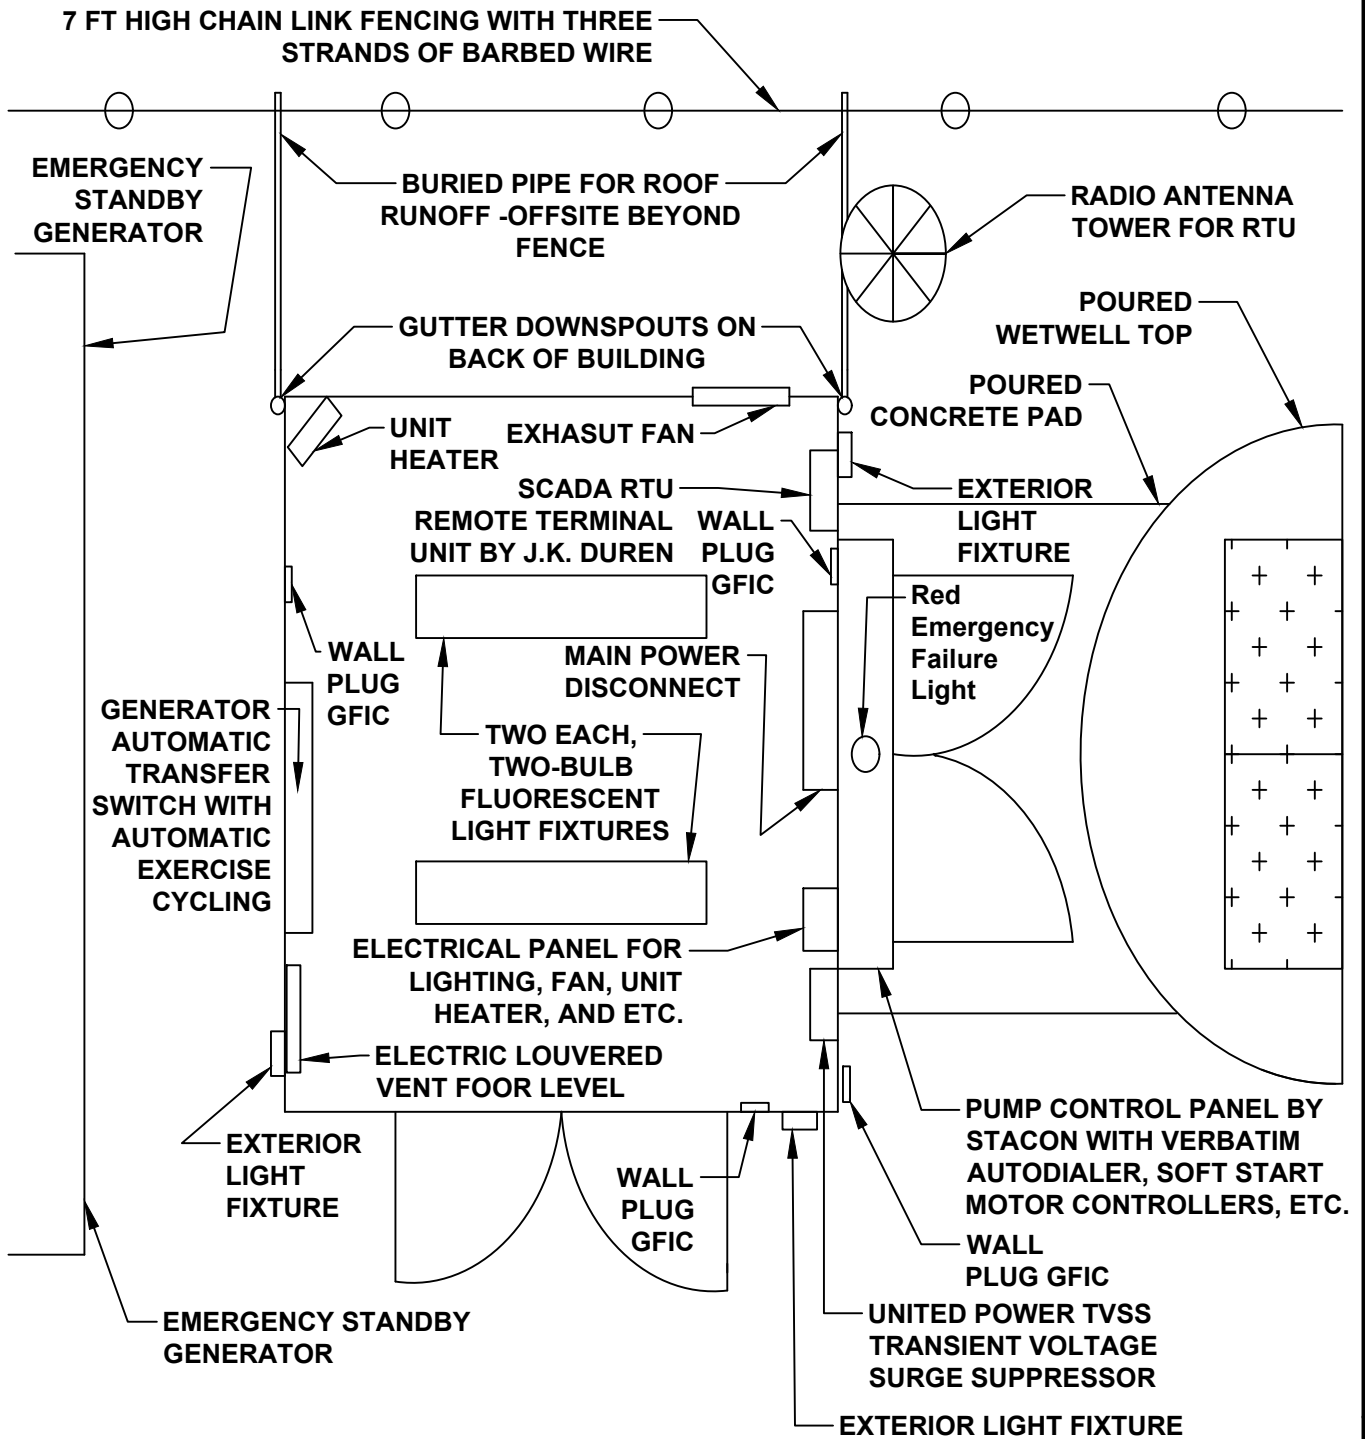 7 FT HIGH CHAIN LINK FENCING WITH THREE
STRANDS OF BARBED WIRE
EMERGENCY
STANDBY
GENERATOR
BURIED PIPE FOR ROOF
RUNOFF -OFFSITE BEYOND
FENCE
RADIO ANTENNA
TOWER FOR RTU
POURED
WETWELL TOP
GUTTER DOWNSPOUTS ON
BACK OF BUILDING
POURED
CONCRETE PAD
UNIT
HEATER
EXHASUT FAN
SCADA RTU
REMOTE TERMINAL
UNIT BY J.K. DUREN
WALL
PLUG
GFIC
EXTERIOR
LIGHT
FIXTURE
Red
Emergency
Failure
Light
WALL
PLUG
GFIC
MAIN POWER
DISCONNECT
GENERATOR
AUTOMATIC
TRANSFER
SWITCH WITH
AUTOMATIC
EXERCISE
CYCLING
TWO EACH,
TWO-BULB
FLUORESCENT
LIGHT FIXTURES
ELECTRICAL PANEL FOR
LIGHTING, FAN, UNIT
HEATER, AND ETC.
ELECTRIC LOUVERED
VENT FOOR LEVEL
EXTERIOR
LIGHT
FIXTURE
WALL
PLUG
GFIC
PUMP CONTROL PANEL BY
STACON WITH VERBATIM
AUTODIALER, SOFT START
MOTOR CONTROLLERS, ETC.
WALL
PLUG GFIC
EMERGENCY STANDBY
GENERATOR
UNITED POWER TVSS
TRANSIENT VOLTAGE
SURGE SUPPRESSOR
EXTERIOR LIGHT FIXTURE